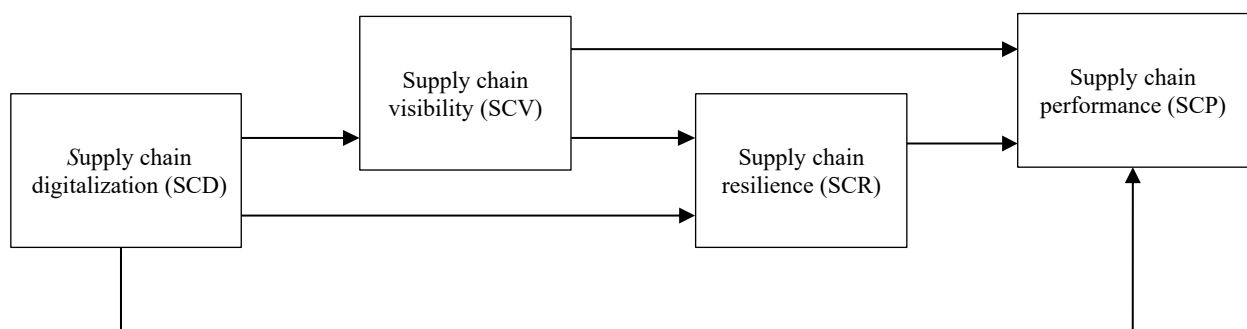 Supply chain
digitalization (SCD)
Supply chain
visibility (SCV)
Supply chain
resilience (SCR)
Supply chain
performance (SCP)